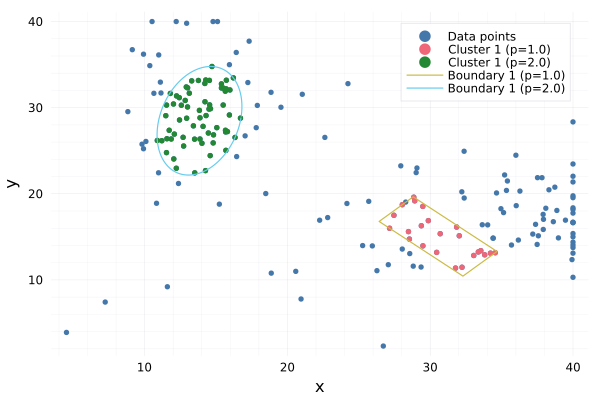 40
Data points
Cluster 1 (p=1.0)
Cluster 1 (p=2.0)
Boundary 1 (p=1.0)
Boundary 1 (p=2.0)
30
y
20
10
10 20 30 40
x